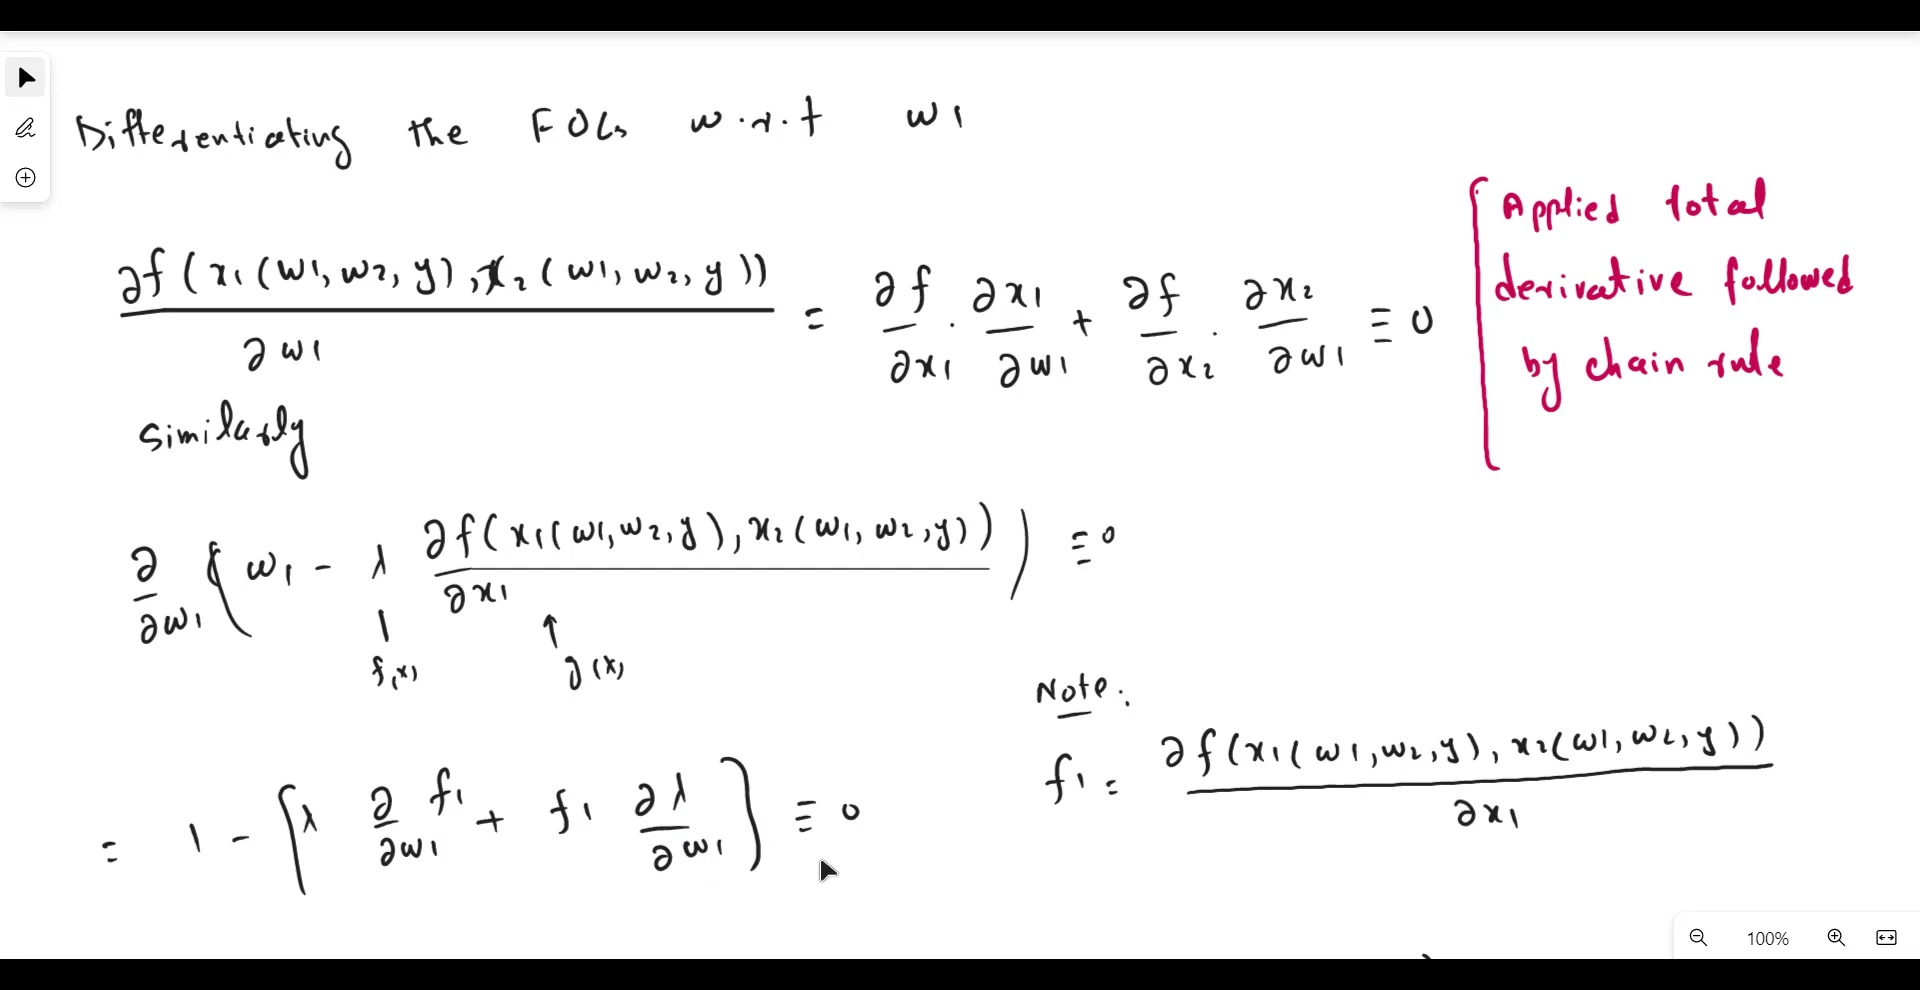 Differentiating the FOCs w.r.t w1
∂f(x1(w1,w2,y),x2(w1,w2,y))/∂w1 = ∂f/∂x1 · ∂x1/∂w1 + ∂f/∂x2 · ∂x2/∂w1 ≡ 0
Applied total
derivative followed
by chain rule
similarly
∂/∂w1 (w1 - λ ∂f(x1(w1,w2,y),x2(w1,w2,y))/∂x1) ≡ 0
f(x) g(x)
Note:
f1 = ∂f(x1(w1,w2,y),x2(w1,w2,y))/∂x1
= 1 - [λ ∂/∂w1 f1 + f1 ∂λ/∂w1] ≡ 0
100%